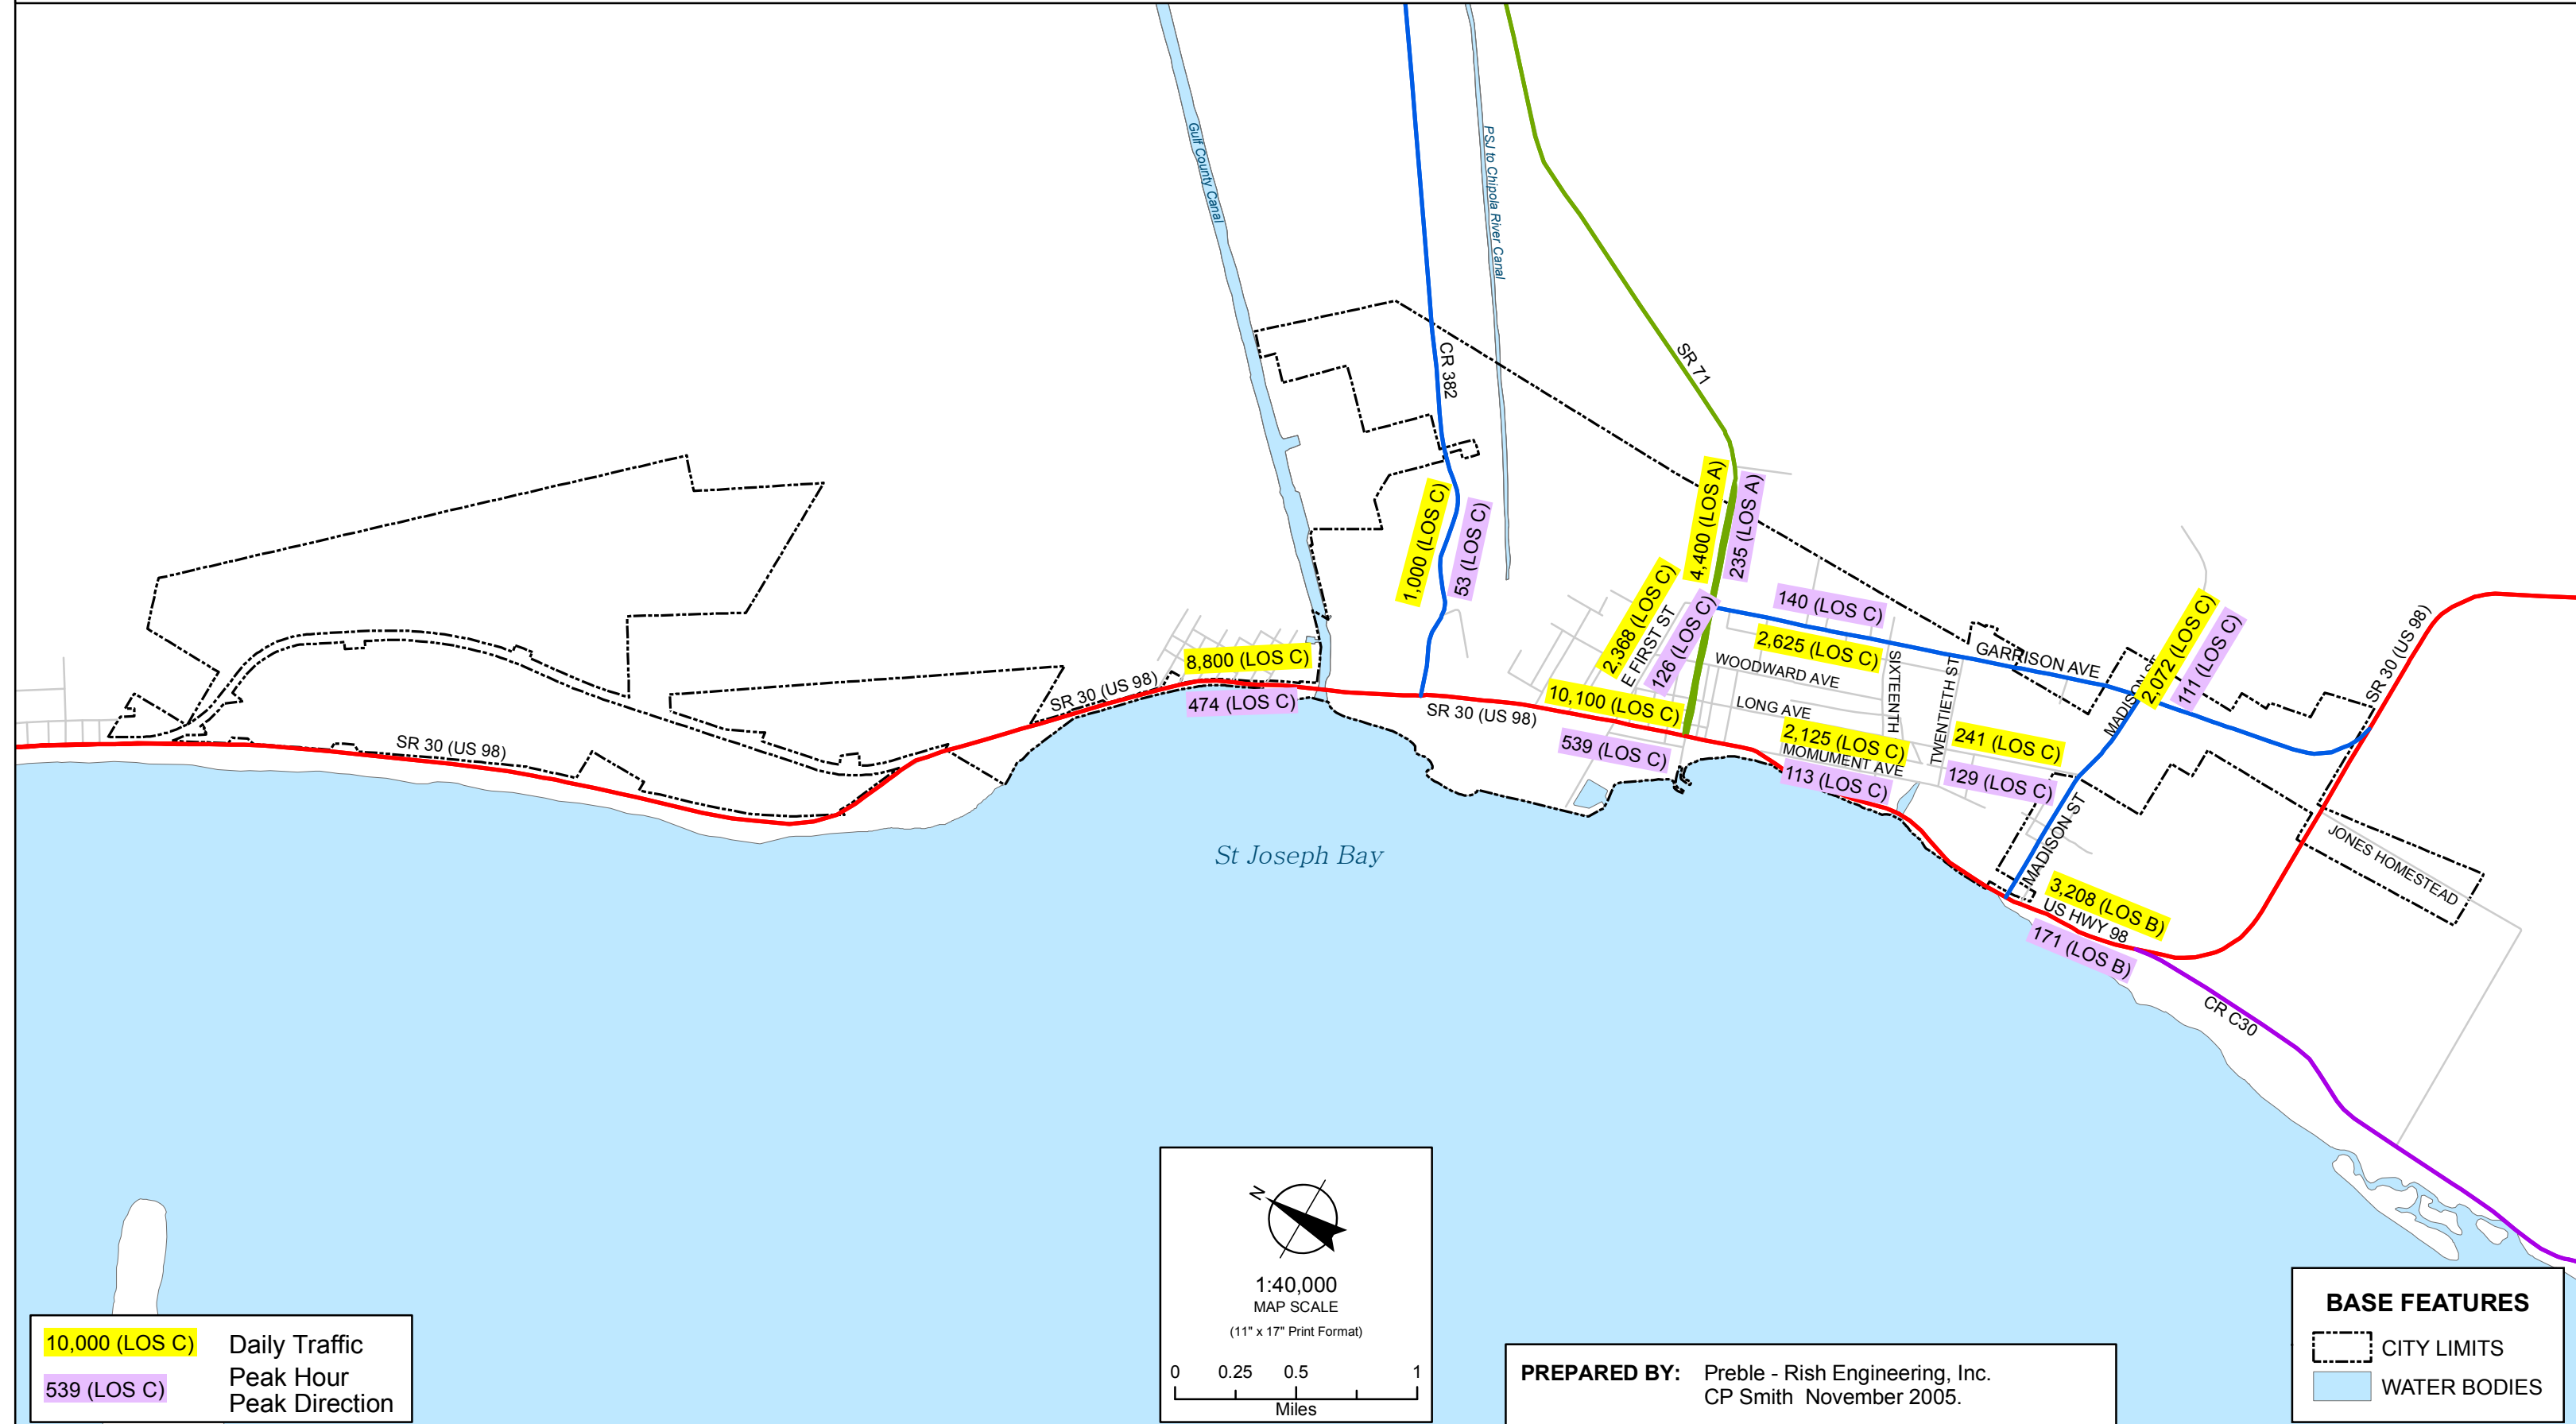 Gulf County Canal
PSJ to Chipola River Canal
CR 382
SR 71
1,000 (LOS C)
53 (LOS C)
4,400 (LOS A)
235 (LOS A)
2,368 (LOS C)
E FIRST ST
126 (LOS C)
140 (LOS C)
2,625 (LOS C)
GARRISON AVE
WOODWARD AVE
SIXTEENTH
TWENTIETH ST
MADISON ST
2,072 (LOS C)
111 (LOS C)
SR 30 (US 98)
8,800 (LOS C)
474 (LOS C)
SR 30 (US 98)
SR 30 (US 98)
SR 30 (US 98)
10,100 (LOS C)
539 (LOS C)
LONG AVE
2,125 (LOS C)
MOMUMENT AVE
113 (LOS C)
241 (LOS C)
129 (LOS C)
MADISON ST
JONES HOMESTEAD
3,208 (LOS B)
US HWY 98
171 (LOS B)
CR C30
St Joseph Bay
N
1:40,000
MAP SCALE
(11" x 17" Print Format)
0 0.25 0.5 1
Miles
10,000 (LOS C) Daily Traffic
539 (LOS C) Peak Hour
Peak Direction
PREPARED BY: Preble - Rish Engineering, Inc.
CP Smith November 2005.
BASE FEATURES
CITY LIMITS
WATER BODIES